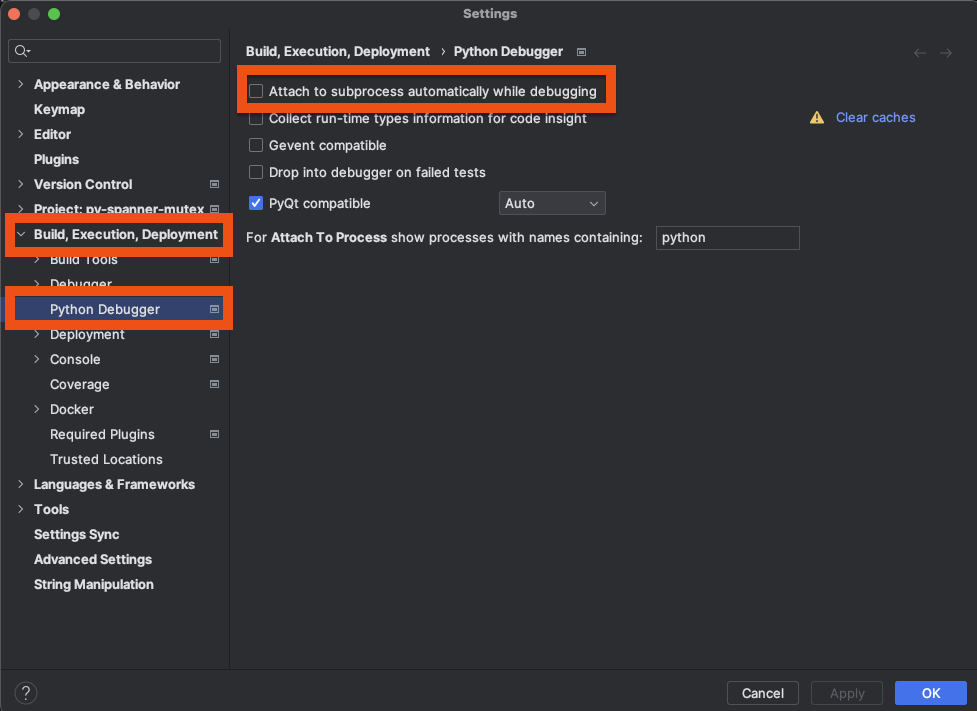 Settings
Appearance & Behavior
Keymap
Editor
Plugins
Version Control
Project: py-spanner-mutex
Build, Execution, Deployment
Build Tools
Debugger
Python Debugger
Deployment
Console
Coverage
Docker
Required Plugins
Trusted Locations
Languages & Frameworks
Tools
Settings Sync
Advanced Settings
String Manipulation
Build, Execution, Deployment › Python Debugger
Attach to subprocess automatically while debugging
Collect run-time types information for code insight
Clear caches
Gevent compatible
Drop into debugger on failed tests
PyQt compatible Auto
For Attach To Process show processes with names containing: python
?
Cancel Apply OK